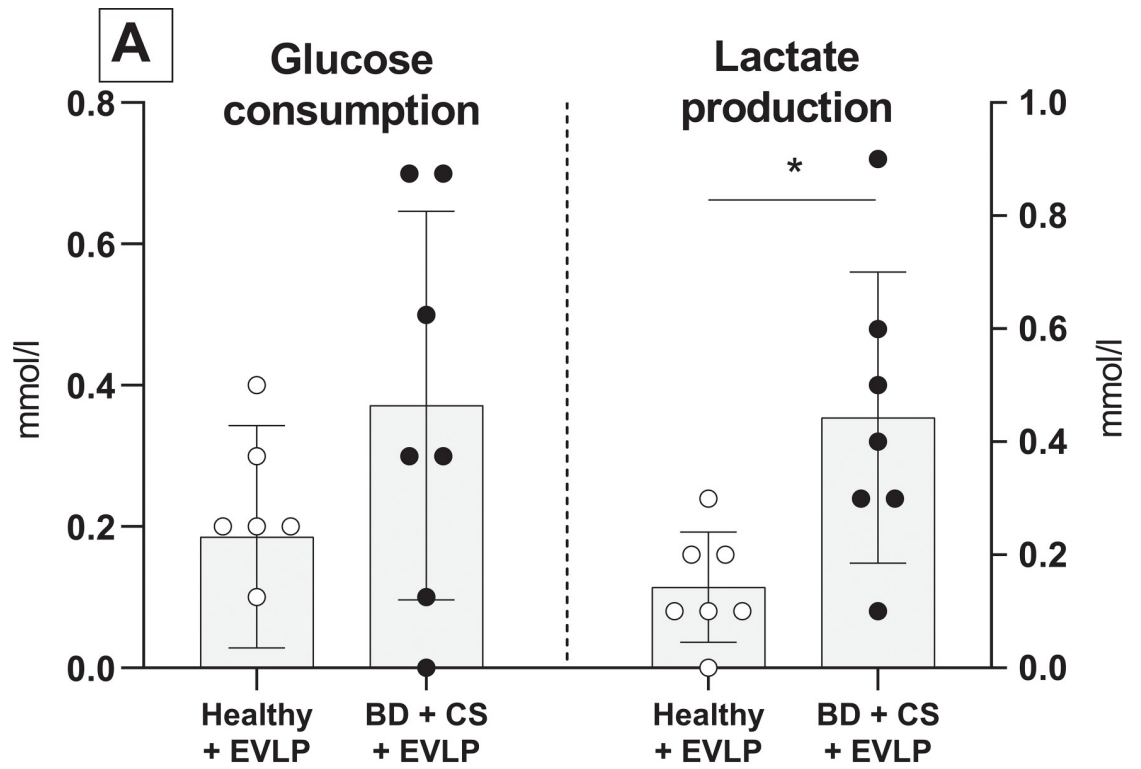 A
Glucose
consumption
Lactate
production
*
0.8
0.6
0.4
0.2
0.0
mmol/l
1.0
0.8
0.6
0.4
0.2
0.0
mmol/l
Healthy
+ EVLP
BD + CS
+ EVLP
Healthy
+ EVLP
BD + CS
+ EVLP